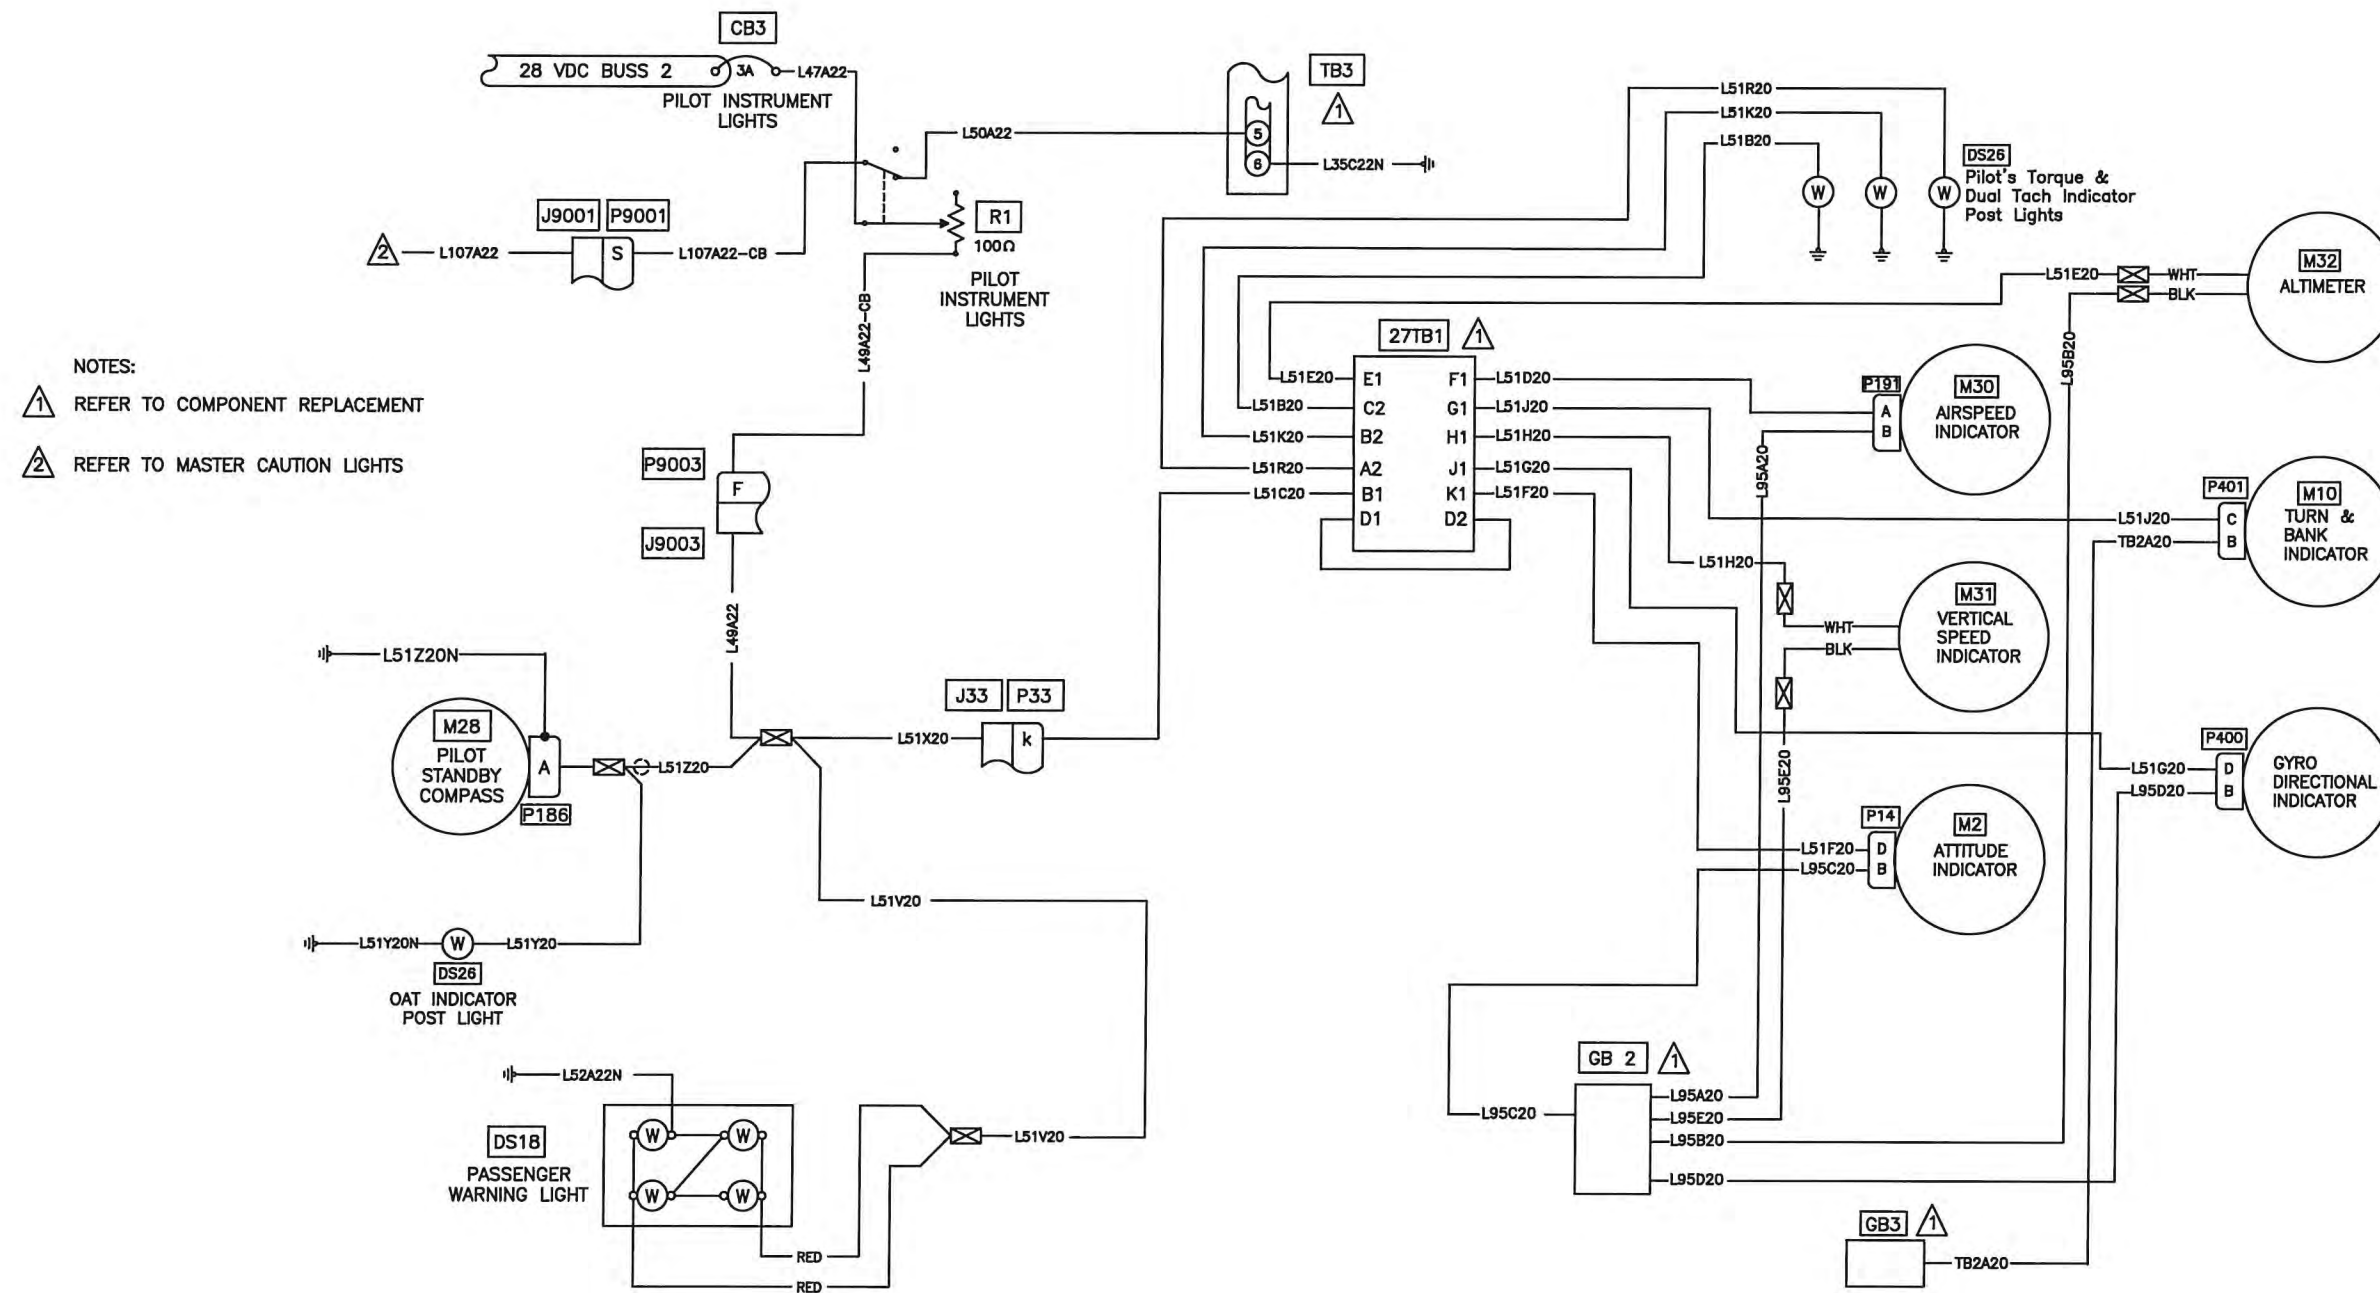 CB3
28 VDC BUSS 2
3A
L47A22
PILOT INSTRUMENT
LIGHTS
TB3
1
L50A22
5
6
L35C22N
J9001
P9001
2
L107A22
S
L107A22-CB
R1
100Ω
PILOT
INSTRUMENT
LIGHTS
L49A22-CB
L51R20
L51K20
L51B20
W
W
W
DS26
Pilot's Torque &
Dual Tach Indicator
Post Lights
M32
ALTIMETER
L51E20
WHT
BLK
L95B20
NOTES:
1
REFER TO COMPONENT REPLACEMENT
2
REFER TO MASTER CAUTION LIGHTS
27TB1
1
L51E20
E1
F1
L51D20
L51B20
C2
G1
L51J20
L51K20
B2
H1
L51H20
L51R20
A2
J1
L51G20
L51C20
B1
K1
L51F20
D1
D2
P191
A
B
M30
AIRSPEED
INDICATOR
L95A20
P9003
F
J9003
L49A22
P401
C
B
L51J20
TB2A20
M10
TURN &
BANK
INDICATOR
L51H20
WHT
BLK
M31
VERTICAL
SPEED
INDICATOR
L95E20
L51Z20N
M28
PILOT
STANDBY
COMPASS
A
P186
L51Z20
J33
P33
L51X20
k
P400
L51G20
D
L95D20
B
GYRO
DIRECTIONAL
INDICATOR
P14
L51F20
D
L95C20
B
M2
ATTITUDE
INDICATOR
L51V20
L51Y20N
W
L51Y20
DS26
OAT INDICATOR
POST LIGHT
L52A22N
DS18
PASSENGER
WARNING LIGHT
W
W
W
W
L51V20
RED
RED
GB 2
1
L95C20
L95A20
L95E20
L95B20
L95D20
GB3
1
TB2A20